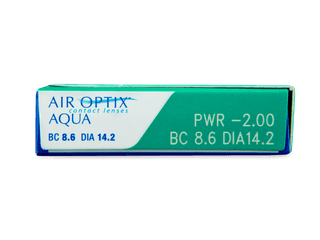 AIR OPTIX®
contact lenses
AQUA
BC 8.6 DIA 14.2
PWR -2.00
BC 8.6 DIA14.2